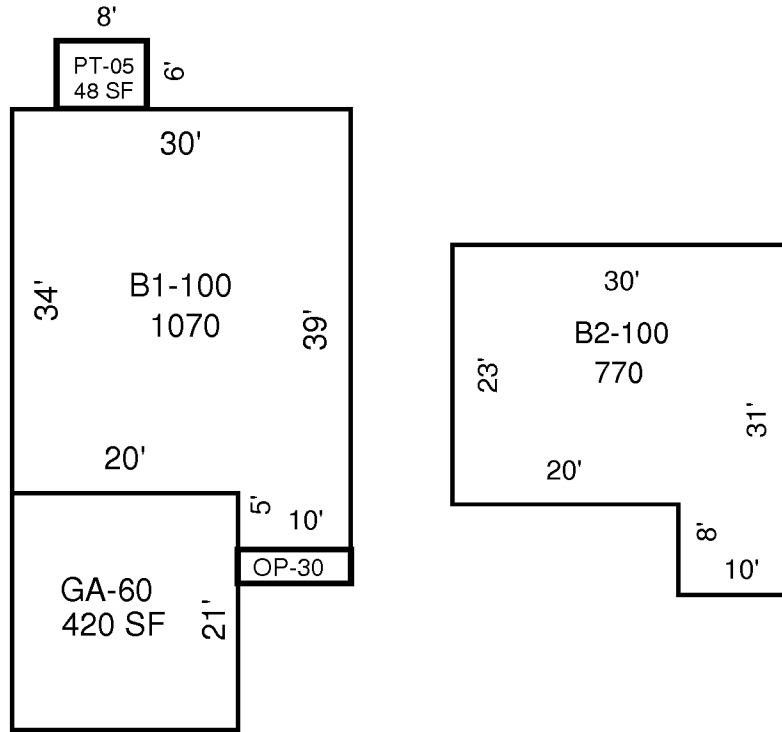 8'
PT-05
48 SF
6'
30'
B1-100
1070
34'
39'
20'
5'
10'
OP-30
GA-60
420 SF
21'
30'
B2-100
770
23'
31'
20'
8'
10'